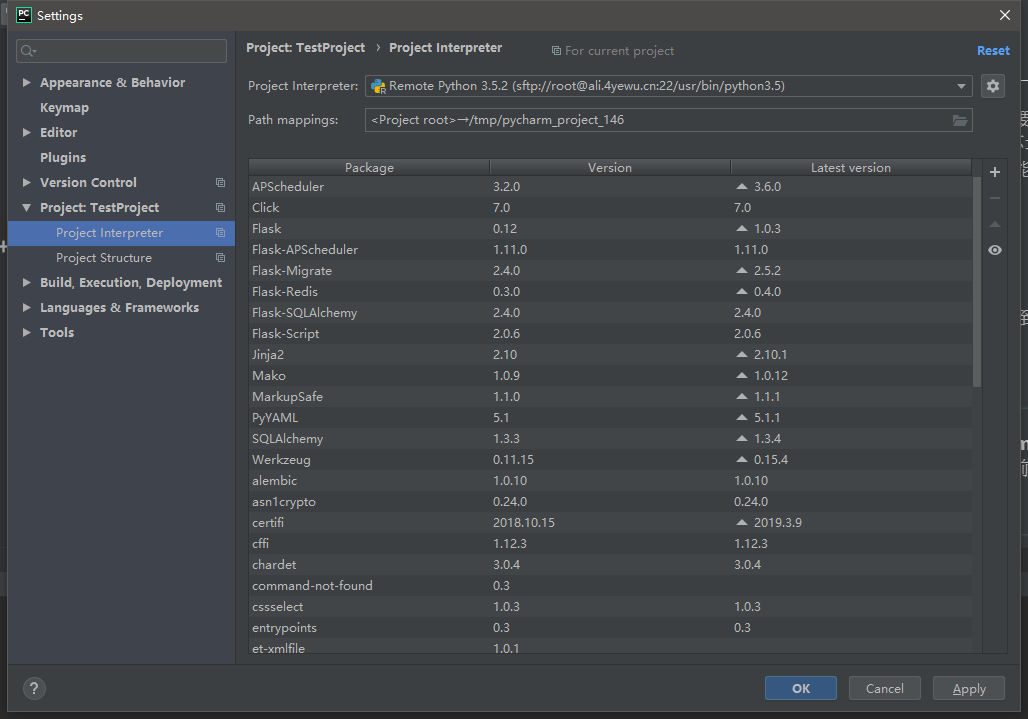 PC Settings
Project: TestProject › Project Interpreter For current project Reset
Appearance & Behavior
Keymap
Editor
Plugins
Version Control
Project: TestProject
Project Interpreter
Project Structure
Build, Execution, Deployment
Languages & Frameworks
Tools
Project Interpreter: Remote Python 3.5.2 (sftp://root@ali.4yewu.cn:22/usr/bin/python3.5)
Path mappings: <Project root>→/tmp/pycharm_project_146
Package Version Latest version
APScheduler 3.2.0 3.6.0
Click 7.0 7.0
Flask 0.12 1.0.3
Flask-APScheduler 1.11.0 1.11.0
Flask-Migrate 2.4.0 2.5.2
Flask-Redis 0.3.0 0.4.0
Flask-SQLAlchemy 2.4.0 2.4.0
Flask-Script 2.0.6 2.0.6
Jinja2 2.10 2.10.1
Mako 1.0.9 1.0.12
MarkupSafe 1.1.0 1.1.1
PyYAML 5.1 5.1.1
SQLAlchemy 1.3.3 1.3.4
Werkzeug 0.11.15 0.15.4
alembic 1.0.10 1.0.10
asn1crypto 0.24.0 0.24.0
certifi 2018.10.15 2019.3.9
cffi 1.12.3 1.12.3
chardet 3.0.4 3.0.4
command-not-found 0.3
cssselect 1.0.3 1.0.3
entrypoints 0.3 0.3
et-xmlfile 1.0.1
? OK Cancel Apply